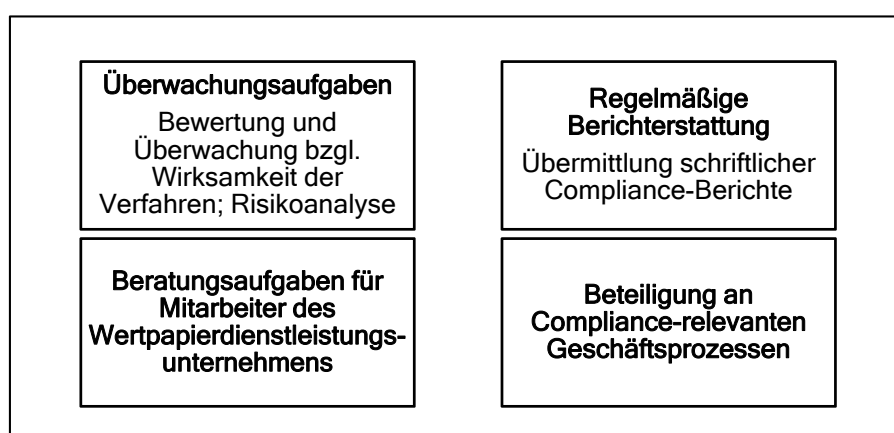 Überwachungsaufgaben
Bewertung und
Überwachung bzgl.
Wirksamkeit der
Verfahren; Risikoanalyse
Regelmäßige
Berichterstattung
Übermittlung schriftlicher
Compliance-Berichte
Beratungsaufgaben für
Mitarbeiter des
Wertpapierdienstleistungs-
unternehmens
Beteiligung an
Compliance-relevanten
Geschäftsprozessen